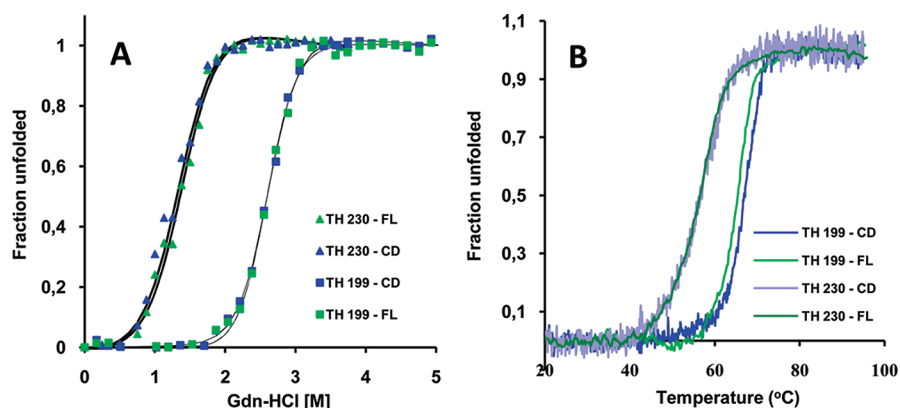 A
Fraction unfolded
1
0,8
0,6
0,4
0,2
0
0 1 2 3 4 5
Gdn-HCl [M]
TH 230 - FL
TH 230 - CD
TH 199 - CD
TH 199 - FL
B
Fraction unfolded
1,1
0,9
0,7
0,5
0,3
0,1
20 40 60 80 100
Temperature (ºC)
TH 199 - CD
TH 199 - FL
TH 230 - CD
TH 230 - FL